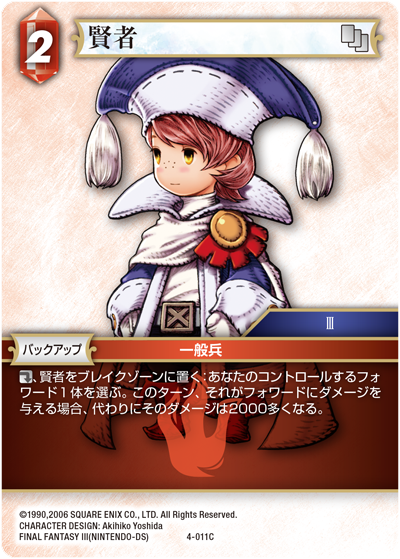 2
賢者
Ⅲ
バックアップ
一般兵
、賢者をブレイクゾーンに置く：あなたのコントロールするフォ
ワード１体を選ぶ。このターン、それがフォワードにダメージを
与える場合、代わりにそのダメージは2000多くなる。
©1990,2006 SQUARE ENIX CO., LTD. All Rights Reserved.
CHARACTER DESIGN: Akihiko Yoshida
FINAL FANTASY III(NINTENDO-DS) 4-011C